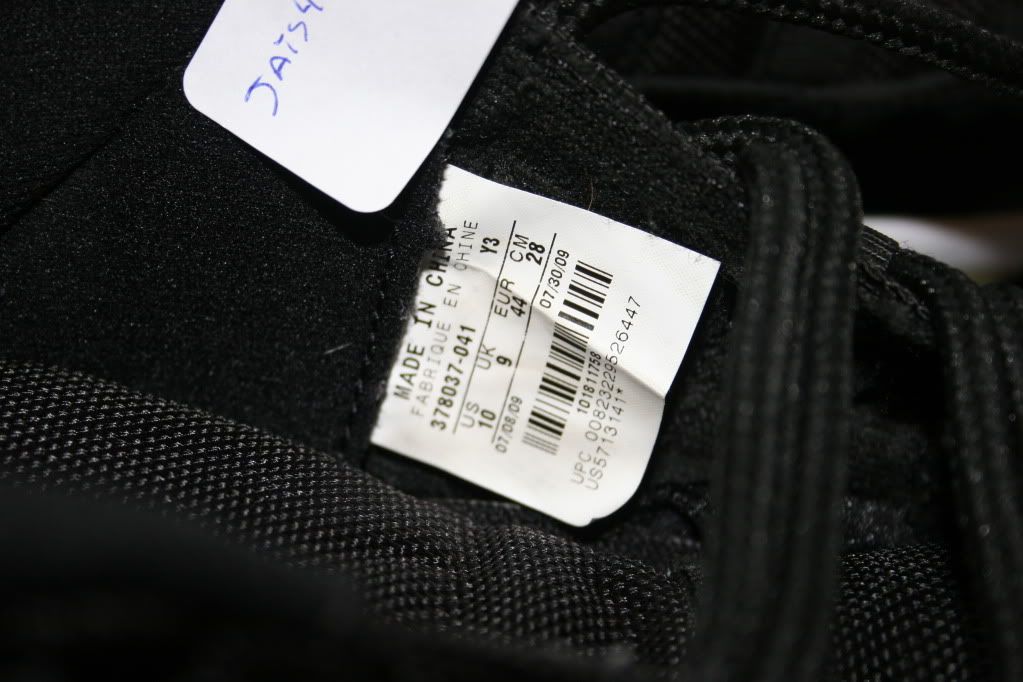 Jais4
MADE IN CHINA
FABRIQUE EN CHINE
378037-041 Y3
US UK EUR CM
10 9 44 28
07/08/09 07/30/09
101811758
UPC 00823229526447
US5713141*